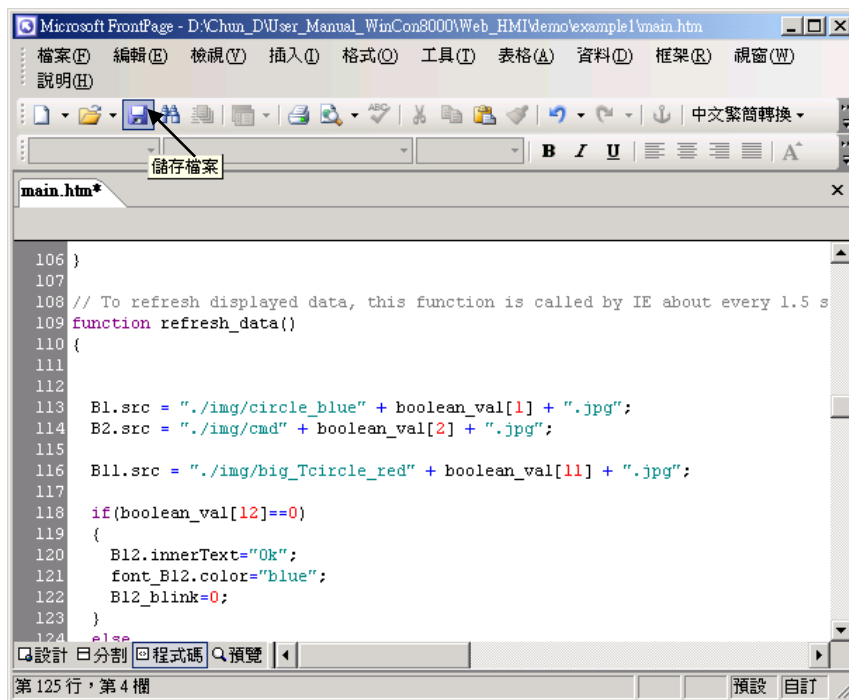 Microsoft FrontPage - D:\Chun_D\User_Manual_WinCon8000\Web_HMI\demo\example1\main.htm
檔案(F) 編輯(E) 檢視(V) 插入(I) 格式(O) 工具(T) 表格(A) 資料(D) 框架(R) 視窗(W)
說明(H)
ABC 中文繁簡轉換
B I U A
儲存檔案
main.htm*
106 }
107
108 // To refresh displayed data, this function is called by IE about every 1.5 s
109 function refresh_data()
110 {
111
112
113 B1.src = "./img/circle_blue" + boolean_val[1] + ".jpg";
114 B2.src = "./img/cmd" + boolean_val[2] + ".jpg";
115
116 B11.src = "./img/big_Tcircle_red" + boolean_val[11] + ".jpg";
117
118 if(boolean_val[12]==0)
119 {
120 B12.innerText="Ok";
121 font_B12.color="blue";
122 B12_blink=0;
123 }
124 else
設計 分割 程式碼 預覽
第 125 行，第 4 欄 預設 自訂